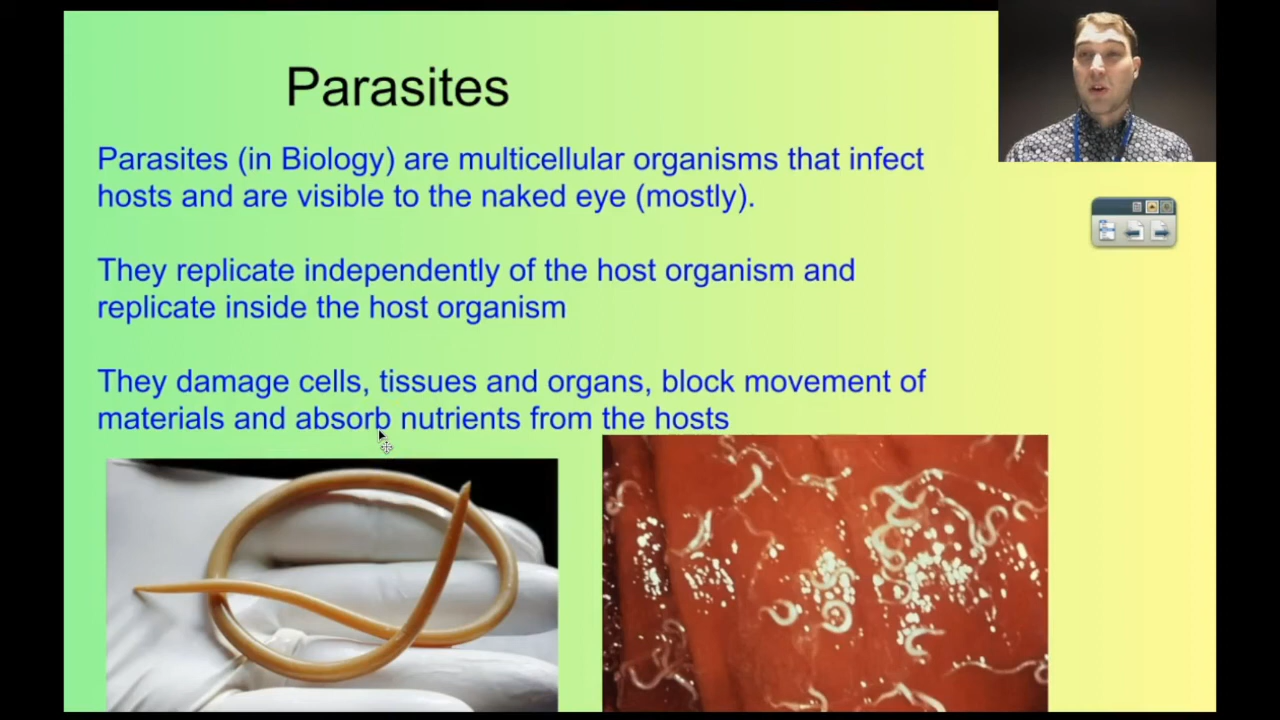 Parasites
Parasites (in Biology) are multicellular organisms that infect
hosts and are visible to the naked eye (mostly).
They replicate independently of the host organism and
replicate inside the host organism
They damage cells, tissues and organs, block movement of
materials and absorb nutrients from the hosts